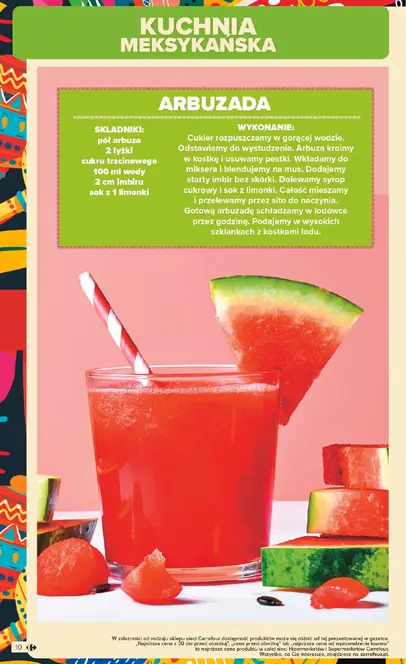 KUCHNIA
MEKSYKAŃSKA
ARBUZADA
SKŁADNIKI:
pół arbuza
2 łyżki
cukru trzcinowego
100 ml wody
2 cm imbiru
sok z 1 limonki
WYKONANIE:
Cukier rozpuszczamy w gorącej wodzie.
Odstawiamy do wystudzenia. Arbuza kroimy
w kostkę i usuwamy pestki. Wkładamy do
miksera i blendujemy na mus. Dodajemy
starty imbir bez skórki. Dolewamy syrop
cukrowy i sok z limonki. Całość mieszamy
i przelewamy przez sito do naczynia.
Gotową arbuzadę schładzamy w lodówce
przez godzinę. Podajemy w wysokich
szklankach z kostkami lodu.
W zależności od rodzaju sklepu sieci Carrefour dostępność produktów może się różnić od tej prezentowanej w gazetce.
„Najniższa cena z 30 dni przed obniżką", „cena przed obniżką" lub „najniższa cena od wprowadzenia towaru"
to najniższe ceny produktu w całej sieci Hipermarketów i Supermarketów Carrefour.
Wszystko, co Cię interesuje, znajdziesz na carrefour.pl.
10